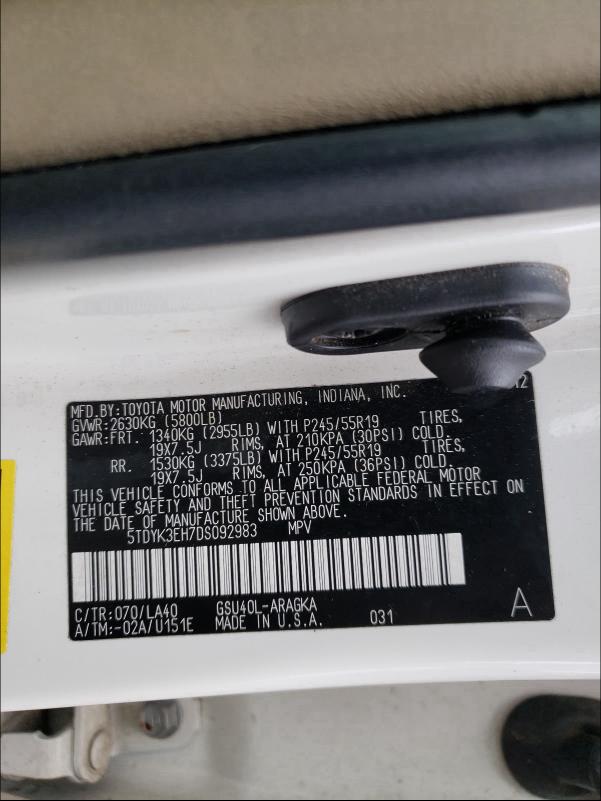 12
MFD. BY: TOYOTA MOTOR MANUFACTURING, INDIANA, INC.
GVWR: 2630KG (5800LB)
GAWR: FRT. 1340KG (2955LB) WITH P245/55R19 TIRES,
19X7.5J RIMS, AT 210KPA (30PSI) COLD.
RR. 1530KG (3375LB) WITH P245/55R19 TIRES,
19X7.5J RIMS, AT 250KPA (36PSI) COLD.
THIS VEHICLE CONFORMS TO ALL APPLICABLE FEDERAL MOTOR
VEHICLE SAFETY AND THEFT PREVENTION STANDARDS IN EFFECT ON
THE DATE OF MANUFACTURE SHOWN ABOVE.
5TDYK3EH7DS092983 MPV
C/TR: 070/LA40 GSU40L-ARAGKA
A/TM:-02A/U151E MADE IN U.S.A. 031 A